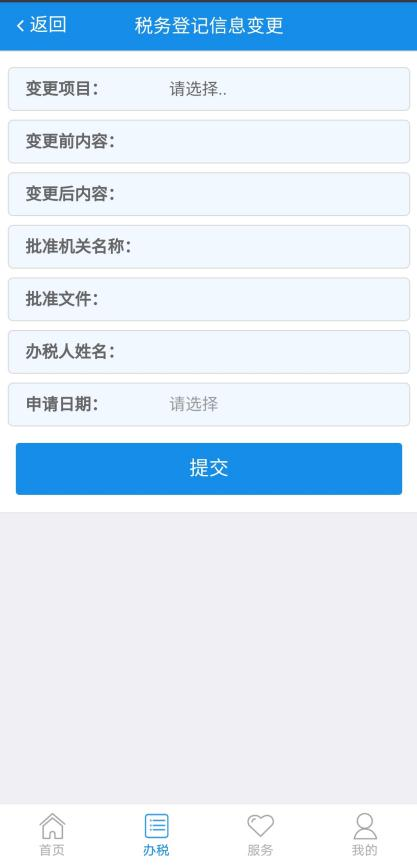 返回 税务登记信息变更
变更项目： 请选择..
变更前内容：
变更后内容：
批准机关名称：
批准文件：
办税人姓名：
申请日期： 请选择
提交
首页 办税 服务 我的